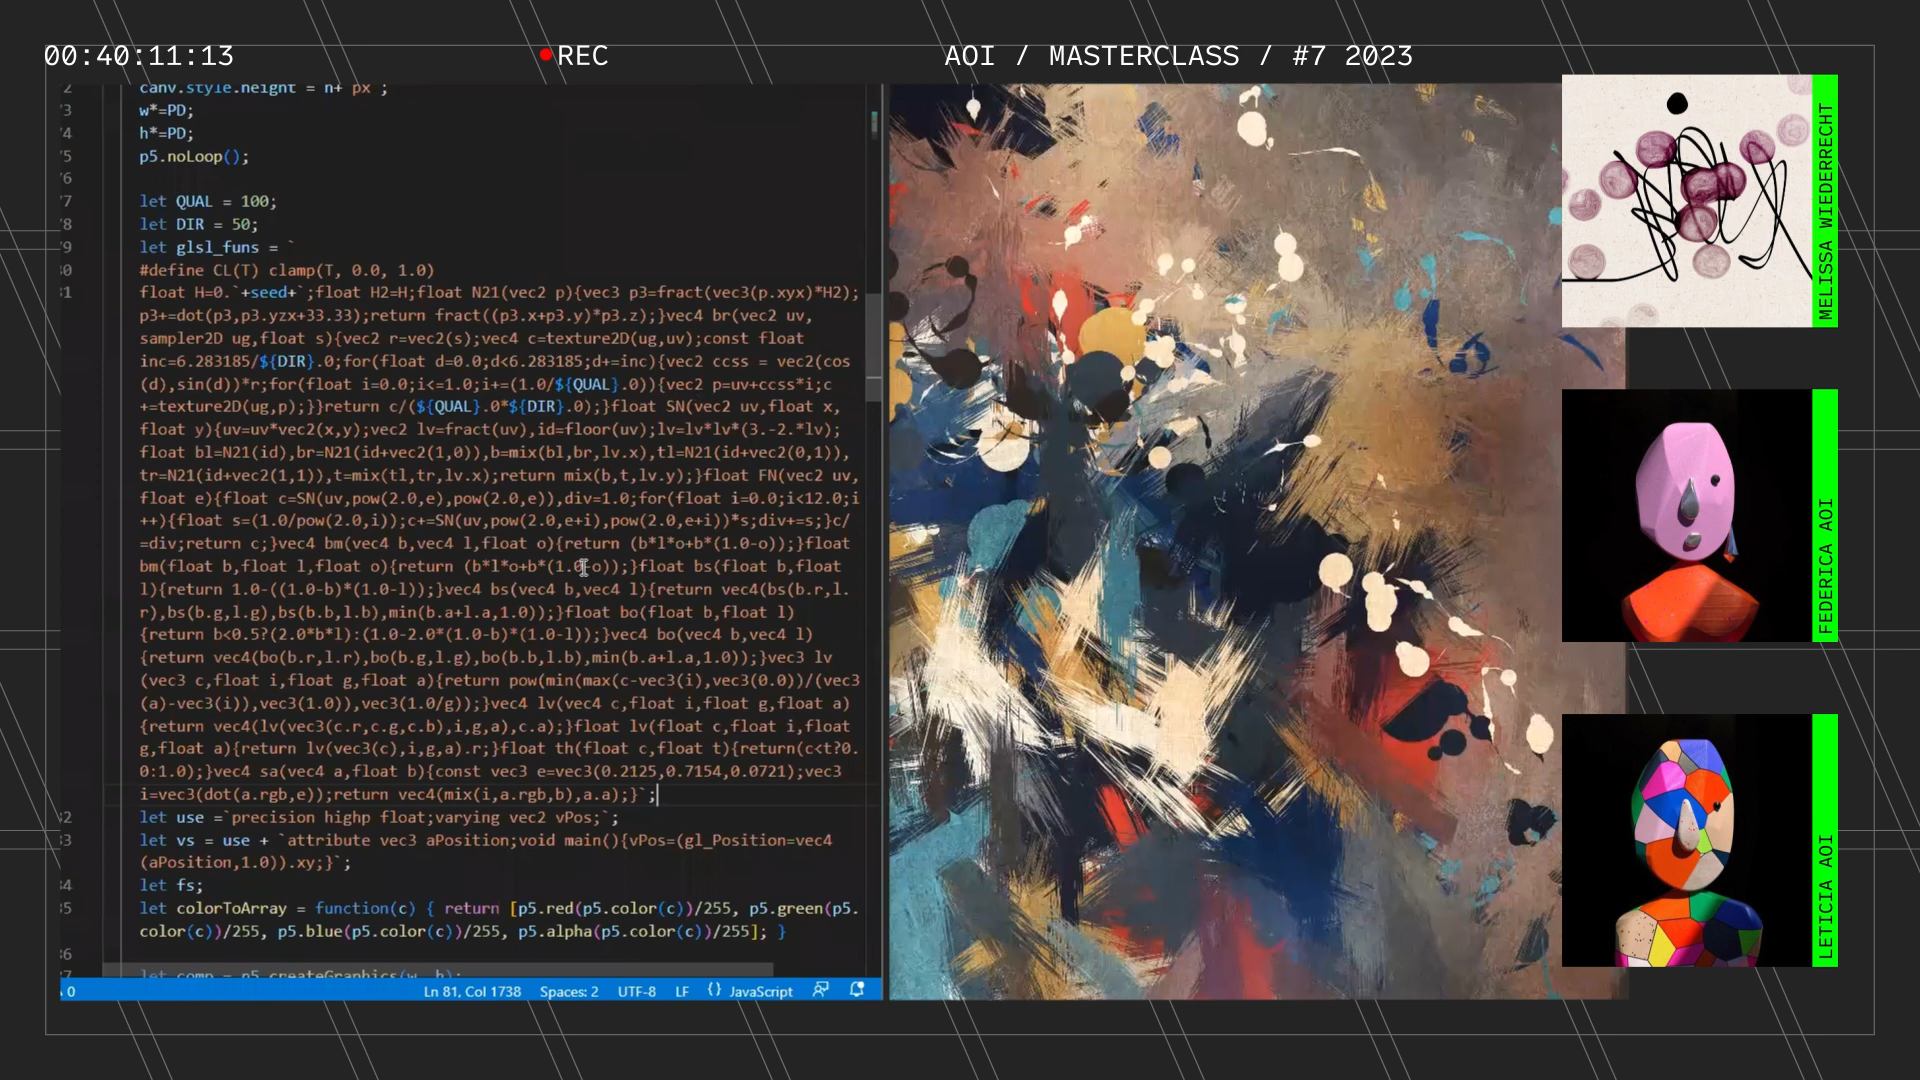 00:40:11:13
REC
AOI / MASTERCLASS / #7 2023
2 canv.style.height = h+`px`;
73 w*=PD;
74 h*=PD;
75 p5.noLoop();
76
77 let QUAL = 100;
78 let DIR = 50;
79 let glsl_funs = `
80 #define CL(T) clamp(T, 0.0, 1.0)
81 float H=0.`+seed+`;float H2=H;float N21(vec2 p){vec3 p3=fract(vec3(p.xyx)*H2);
p3+=dot(p3,p3.yzx+33.33);return fract((p3.x+p3.y)*p3.z);}vec4 br(vec2 uv,
sampler2D ug,float s){vec2 r=vec2(s);vec4 c=texture2D(ug,uv);const float
inc=6.283185/${DIR}.0;for(float d=0.0;d<6.283185;d+=inc){vec2 ccss = vec2(cos
(d),sin(d))*r;for(float i=0.0;i<=1.0;i+=(1.0/${QUAL}.0)){vec2 p=uv+ccss*i;c
+=texture2D(ug,p);}}return c/(${QUAL}.0*${DIR}.0);}float SN(vec2 uv,float x,
float y){uv=uv*vec2(x,y);vec2 lv=fract(uv),id=floor(uv);lv=lv*lv*(3.-2.*lv);
float bl=N21(id),br=N21(id+vec2(1,0)),b=mix(bl,br,lv.x),tl=N21(id+vec2(0,1)),
tr=N21(id+vec2(1,1)),t=mix(tl,tr,lv.x);return mix(b,t,lv.y);}float FN(vec2 uv,
float e){float c=SN(uv,pow(2.0,e),pow(2.0,e)),div=1.0;for(float i=0.0;i<12.0;i
++){float s=(1.0/pow(2.0,i));c+=SN(uv,pow(2.0,e+i),pow(2.0,e+i))*s;div+=s;}c/
=div;return c;}vec4 bm(vec4 b,vec4 l,float o){return (b*l*o+b*(1.0-o));}float
bm(float b,float l,float o){return (b*l*o+b*(1.0-o));}float bs(float b,float
l){return 1.0-((1.0-b)*(1.0-l));}vec4 bs(vec4 b,vec4 l){return vec4(bs(b.r,l.
r),bs(b.g,l.g),bs(b.b,l.b),min(b.a+l.a,1.0));}float bo(float b,float l)
{return b<0.5?(2.0*b*l):(1.0-2.0*(1.0-b)*(1.0-l));}vec4 bo(vec4 b,vec4 l)
{return vec4(bo(b.r,l.r),bo(b.g,l.g),bo(b.b,l.b),min(b.a+l.a,1.0));}vec3 lv
(vec3 c,float i,float g,float a){return pow(min(max(c-vec3(i),vec3(0.0))/(vec3
(a)-vec3(i)),vec3(1.0)),vec3(1.0/g));}vec4 lv(vec4 c,float i,float g,float a)
{return vec4(lv(vec3(c.r,c.g,c.b),i,g,a),c.a);}float lv(float c,float i,float
g,float a){return lv(vec3(c),i,g,a).r;}float th(float c,float t){return(c<t?0.
0:1.0);}vec4 sa(vec4 a,float b){const vec3 e=vec3(0.2125,0.7154,0.0721);vec3
i=vec3(dot(a.rgb,e));return vec4(mix(i,a.rgb,b),a.a);}`;
82 let use =`precision highp float;varying vec2 vPos;`;
83 let vs = use + `attribute vec3 aPosition;void main(){vPos=(gl_Position=vec4
(aPosition,1.0)).xy;}`;
84 let fs;
85 let colorToArray = function(c) { return [p5.red(p5.color(c))/255, p5.green(p5.
color(c))/255, p5.blue(p5.color(c))/255, p5.alpha(p5.color(c))/255]; }
86
87 let comp = p5.createGraphics(w, h);
0 Ln 81, Col 1738 Spaces: 2 UTF-8 LF {} JavaScript
MELISSA WIEDERRECHT
FEDERICA AOI
LETICIA AOI